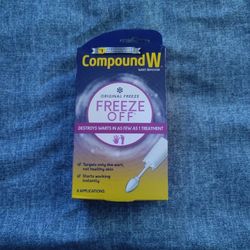 Compound W
WART REMOVER
ORIGINAL FREEZE
FREEZE
OFF
DESTROYS WARTS IN AS FEW AS 1 TREATMENT
Targets only the wart,
not healthy skin
Starts working
instantly
8 APPLICATIONS